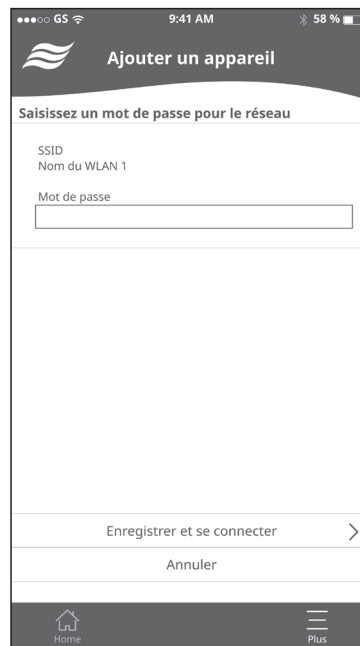 GS 9:41 AM 58 %
Ajouter un appareil
Saisissez un mot de passe pour le réseau
SSID
Nom du WLAN 1
Mot de passe
Enregistrer et se connecter
Annuler
Home Plus